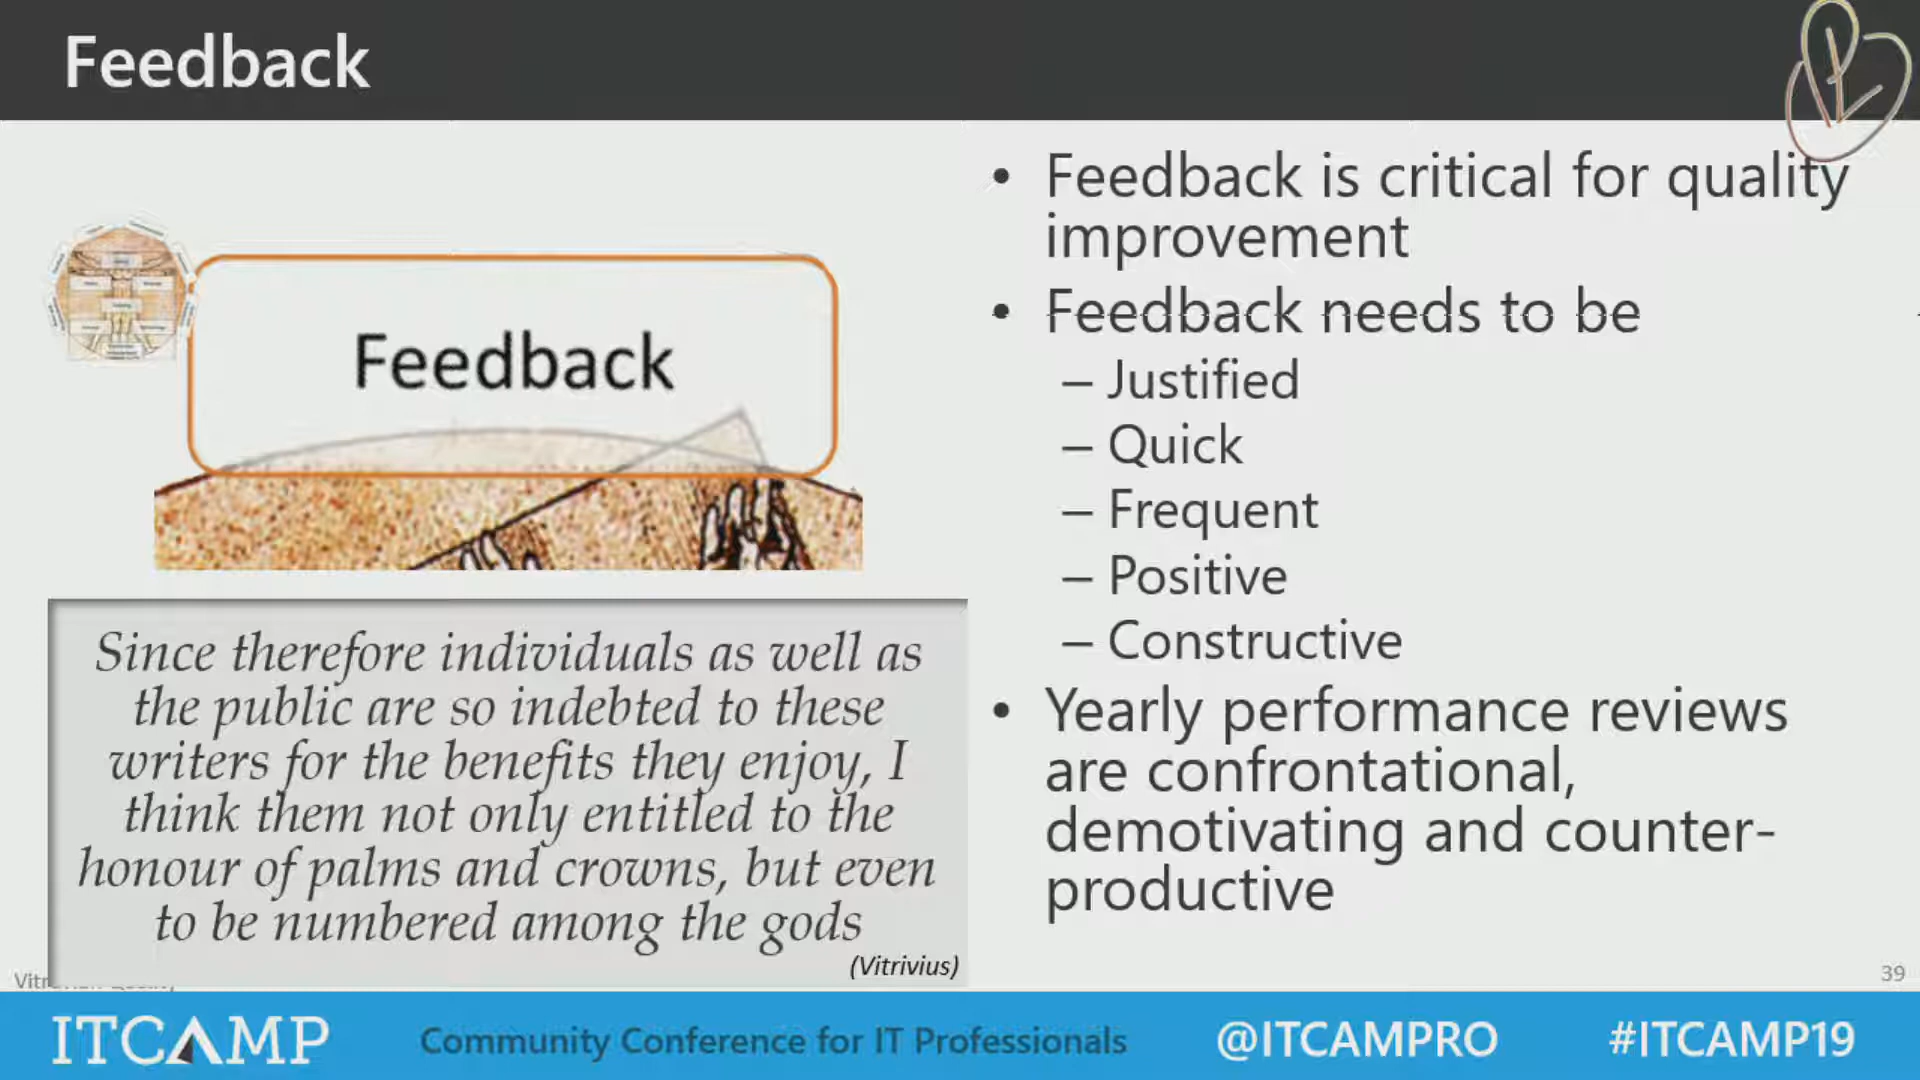 Feedback
Feedback
Since therefore individuals as well as
the public are so indebted to these
writers for the benefits they enjoy, I
think them not only entitled to the
honour of palms and crowns, but even
to be numbered among the gods
(Vitrivius)
• Feedback is critical for quality
improvement
• Feedback needs to be
– Justified
– Quick
– Frequent
– Positive
– Constructive
• Yearly performance reviews
are confrontational,
demotivating and counter-
productive
39
ITCAMP
Community Conference for IT Professionals
@ITCAMPRO
#ITCAMP19